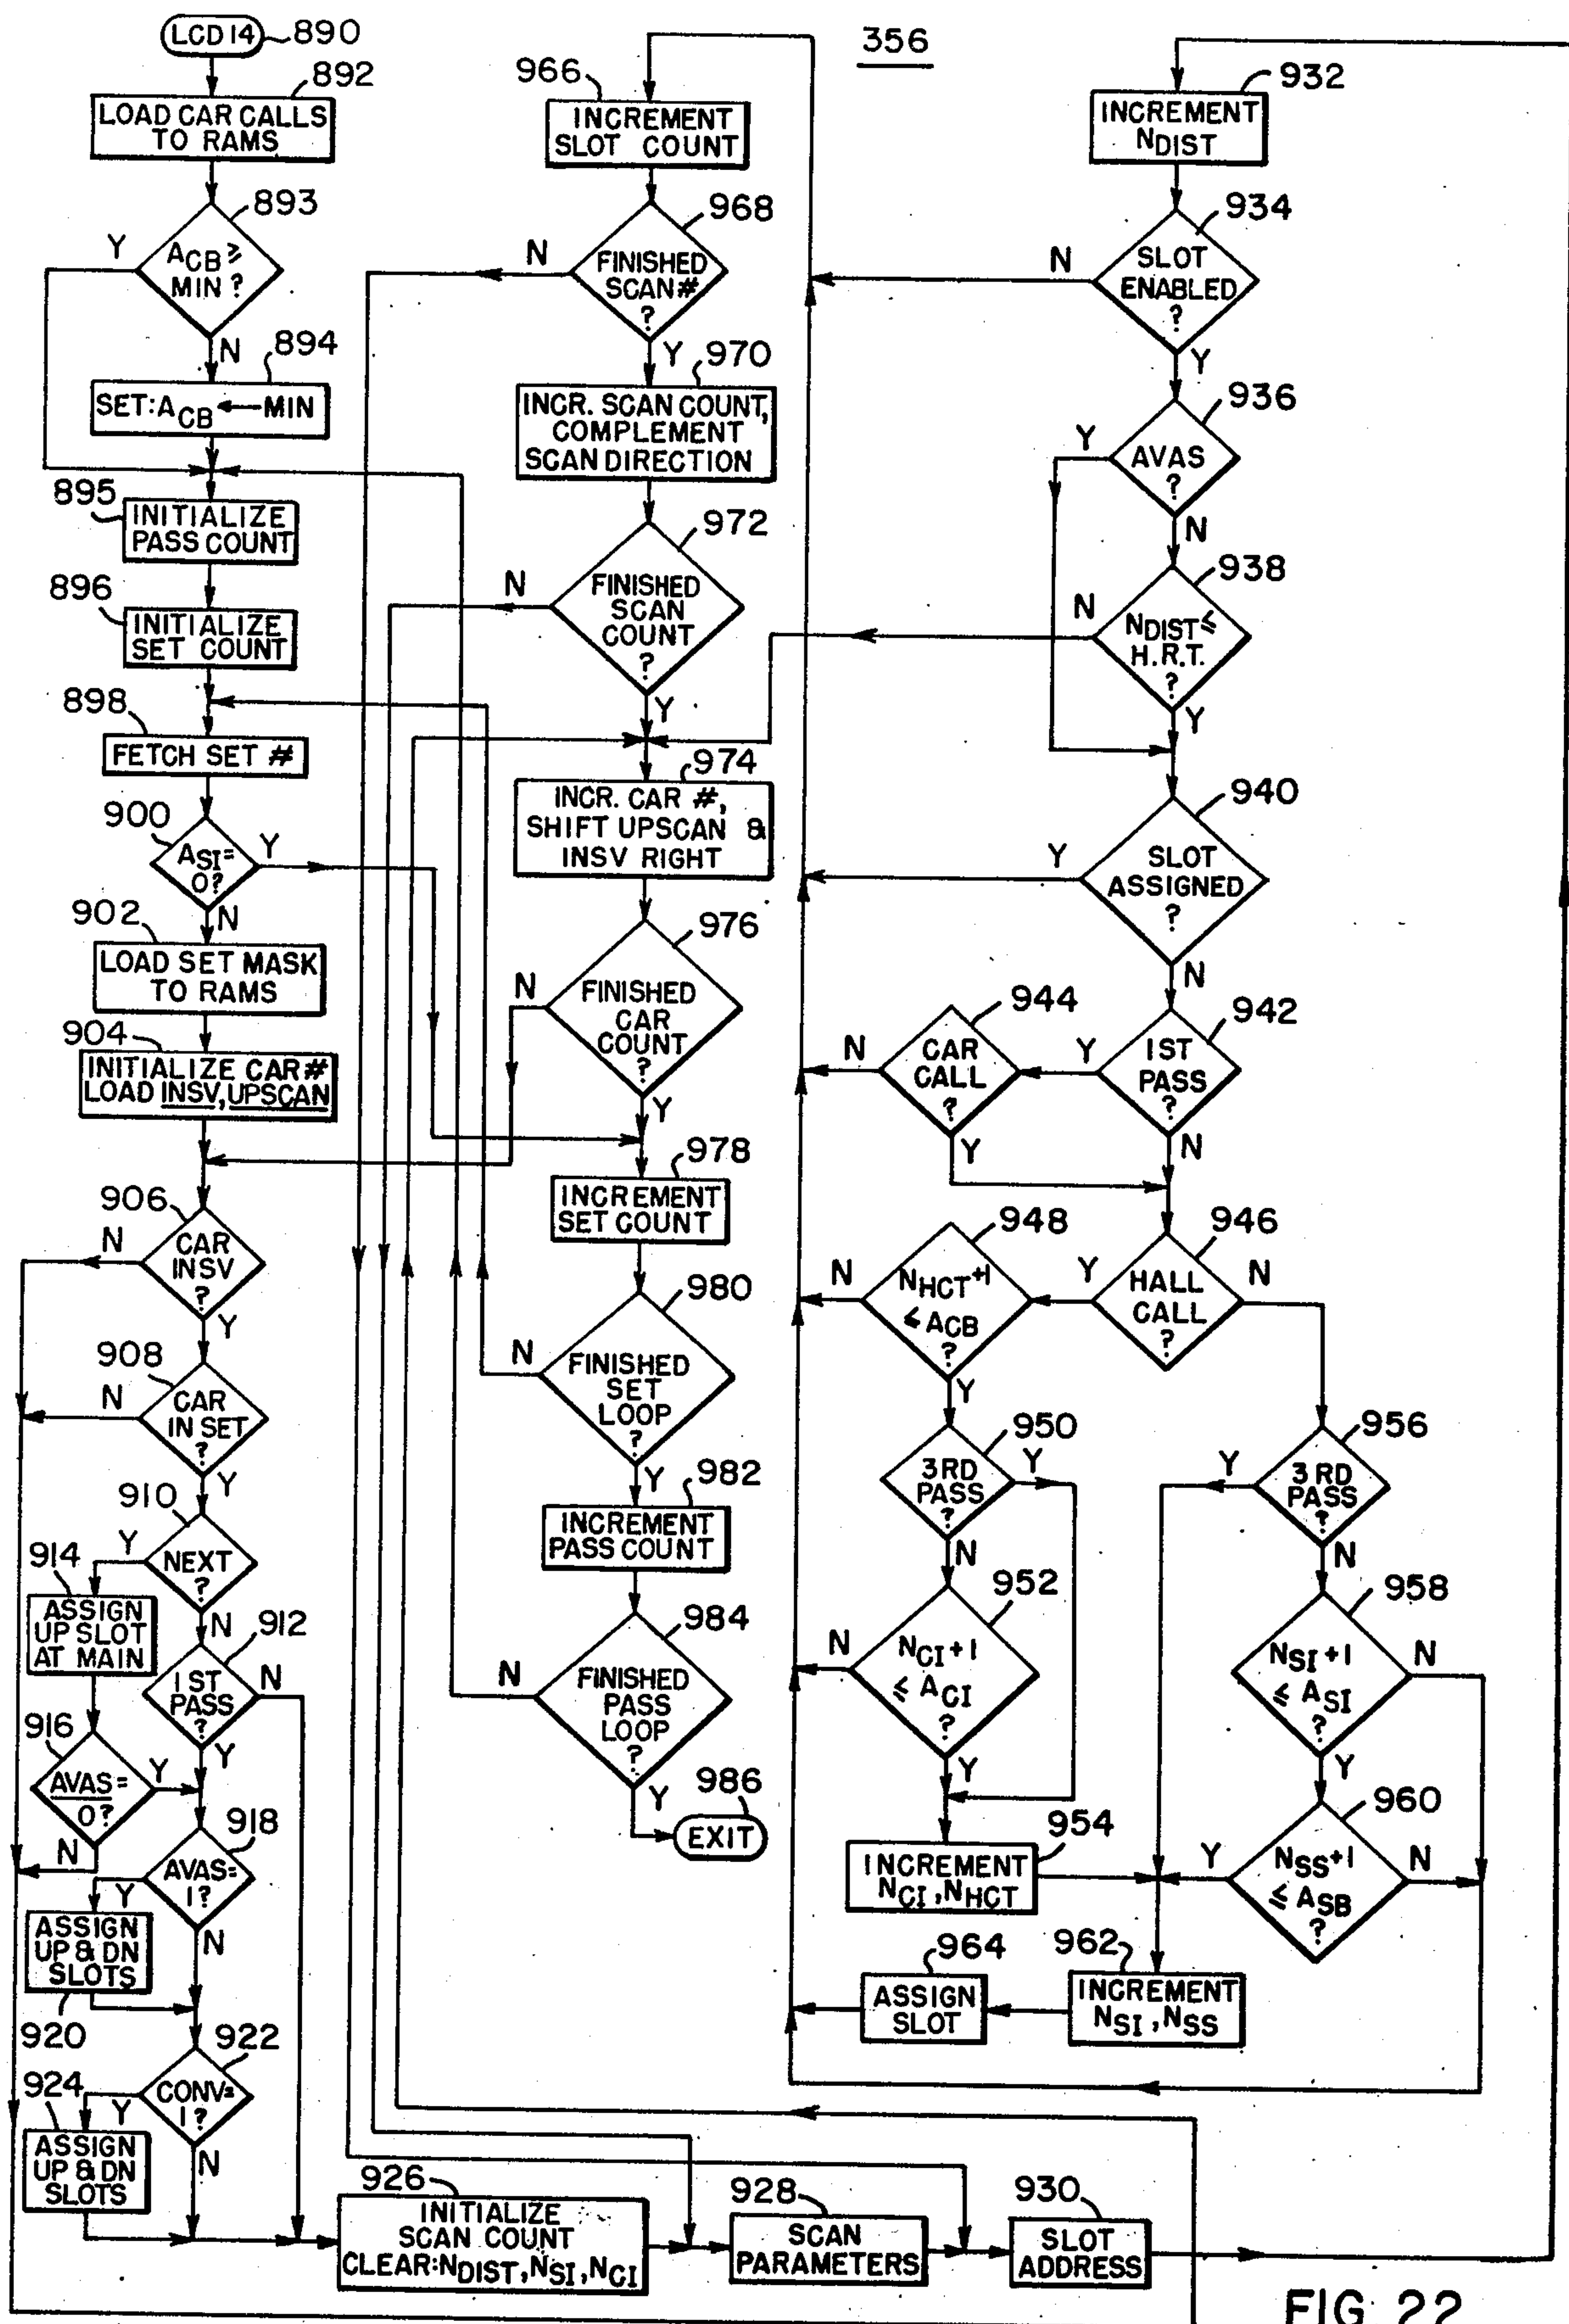 LCD 14
890
892
LOAD CAR CALLS
TO RAMS
893
Y
ACB ≥
MIN ?
N
894
SET: ACB ← MIN
895
INITIALIZE
PASS COUNT
896
INITIALIZE
SET COUNT
898
FETCH SET #
900
ASI =
0?
Y
N
902
LOAD SET MASK
TO RAMS
904
INITIALIZE CAR #
LOAD INSV, UPSCAN
906
N
CAR
INSV
?
Y
908
N
CAR
IN SET
?
Y
910
Y
NEXT
?
N
914
ASSIGN
UP SLOT
AT MAIN
912
1ST
PASS
?
N
Y
916
AVAS =
0?
Y
N
918
AVAS =
1?
Y
N
ASSIGN
UP & DN
SLOTS
920
922
CONV =
1?
Y
N
924
ASSIGN
UP & DN
SLOTS
926
INITIALIZE
SCAN COUNT
CLEAR: NDIST, NSI, NCI
928
SCAN
PARAMETERS
930
SLOT
ADDRESS
966
INCREMENT
SLOT COUNT
968
N
FINISHED
SCAN #
?
Y
970
INCR. SCAN COUNT,
COMPLEMENT
SCAN DIRECTION
972
N
FINISHED
SCAN
COUNT
?
Y
974
INCR. CAR #,
SHIFT UPSCAN &
INSV RIGHT
976
N
FINISHED
CAR
COUNT
?
Y
978
INCREMENT
SET COUNT
980
N
FINISHED
SET
LOOP
?
Y
982
INCREMENT
PASS COUNT
984
N
FINISHED
PASS
LOOP
?
Y
986
EXIT
356
932
INCREMENT
NDIST
934
N
SLOT
ENABLED
?
Y
936
Y
AVAS
?
N
938
N
NDIST ≤
H.R.T.
?
Y
940
Y
SLOT
ASSIGNED
?
N
942
Y
1ST
PASS
?
N
944
N
CAR
CALL
?
Y
946
Y
HALL
CALL
?
N
948
N
NHCT +1
≤ ACB
?
Y
950
3RD
PASS
?
Y
N
952
N
NCI +1
≤ ACI
?
Y
954
INCREMENT
NCI, NHCT
956
Y
3RD
PASS
?
N
958
NSI +1
≤ ASI
?
N
Y
960
Y
NSS +1
≤ ASB
?
N
962
INCREMENT
NSI, NSS
964
ASSIGN
SLOT
FIG. 22